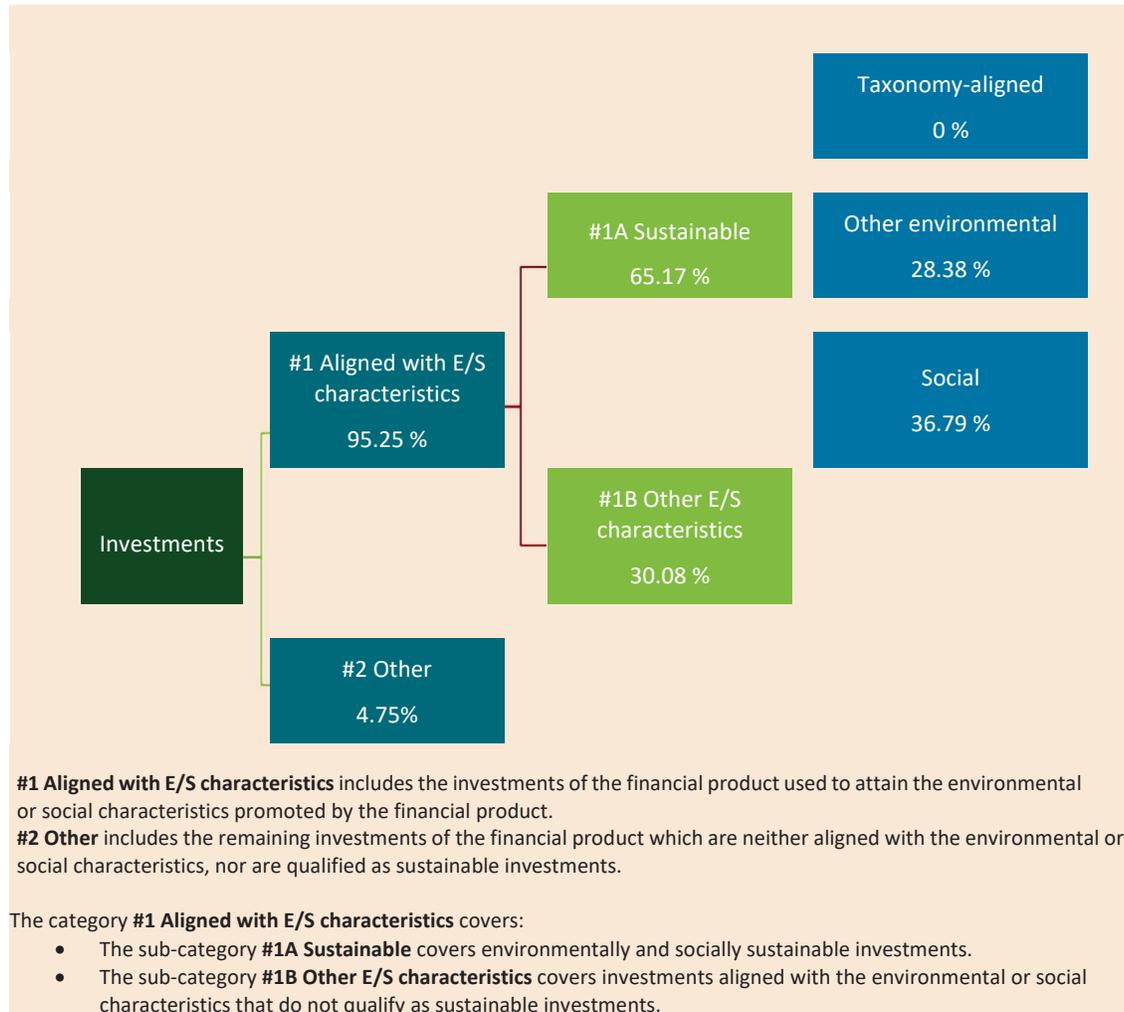 Taxonomy-aligned
0 %
#1A Sustainable
65.17 %
Other environmental
28.38 %
#1 Aligned with E/S
characteristics
95.25 %
Social
36.79 %
Investments
#1B Other E/S
characteristics
30.08 %
#2 Other
4.75%
#1 Aligned with E/S characteristics includes the investments of the financial product used to attain the environmental
or social characteristics promoted by the financial product.
#2 Other includes the remaining investments of the financial product which are neither aligned with the environmental or
social characteristics, nor are qualified as sustainable investments.
The category #1 Aligned with E/S characteristics covers:
• The sub-category #1A Sustainable covers environmentally and socially sustainable investments.
• The sub-category #1B Other E/S characteristics covers investments aligned with the environmental or social
characteristics that do not qualify as sustainable investments.